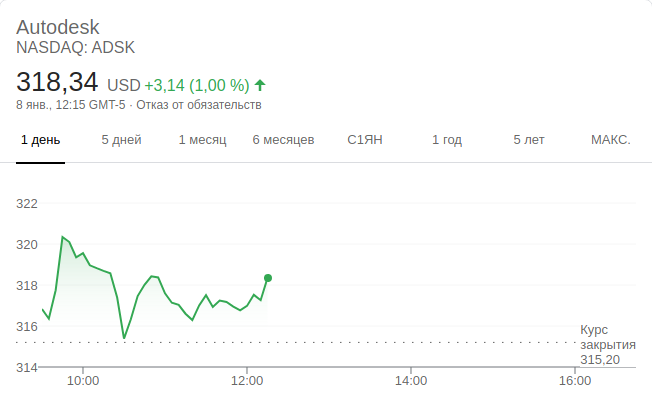 Autodesk
NASDAQ: ADSK
318,34 USD +3,14 (1,00 %)
8 янв., 12:15 GMT-5 · Отказ от обязательств
1 день 5 дней 1 месяц 6 месяцев С1ЯН 1 год 5 лет МАКС.
322
320
318
316
Курс
закрытия
315,20
314
10:00 12:00 14:00 16:00